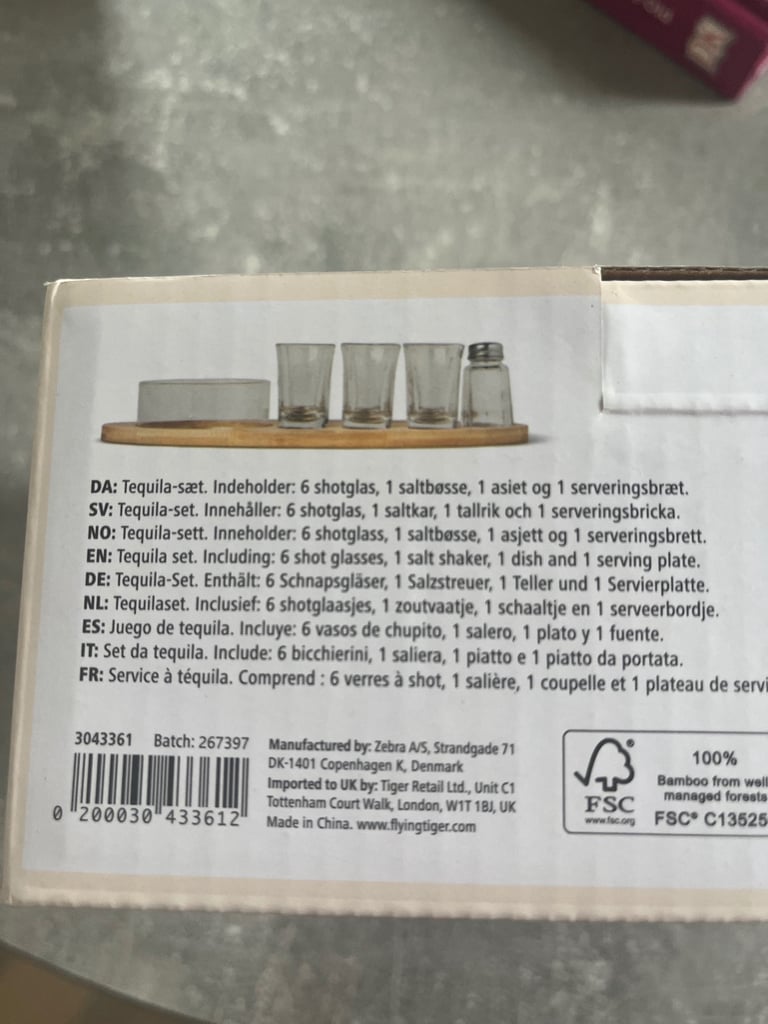 DA: Tequila-sæt. Indeholder: 6 shotglas, 1 saltbøsse, 1 asiet og 1 serveringsbræt.
SV: Tequila-set. Innehåller: 6 shotglas, 1 saltkar, 1 tallrik och 1 serveringsbricka.
NO: Tequila-sett. Inneholder: 6 shotglass, 1 saltbøsse, 1 asjett og 1 serveringsbrett.
EN: Tequila set. Including: 6 shot glasses, 1 salt shaker, 1 dish and 1 serving plate.
DE: Tequila-Set. Enthält: 6 Schnapsgläser, 1 Salzstreuer, 1 Teller und 1 Servierplatte.
NL: Tequilaset. Inclusief: 6 shotglaasjes, 1 zoutvaatje, 1 schaaltje en 1 serveerbordje.
ES: Juego de tequila. Incluye: 6 vasos de chupito, 1 salero, 1 plato y 1 fuente.
IT: Set da tequila. Include: 6 bicchierini, 1 saliera, 1 piatto e 1 piatto da portata.
FR: Service à téquila. Comprend : 6 verres à shot, 1 salière, 1 coupelle et 1 plateau de servi
3043361 Batch: 267397
0 200030 433612
Manufactured by: Zebra A/S, Strandgade 71
DK-1401 Copenhagen K, Denmark
Imported to UK by: Tiger Retail Ltd., Unit C1
Tottenham Court Walk, London, W1T 1BJ, UK
Made in China. www.flyingtiger.com
FSC®
www.fsc.org
100%
Bamboo from well
managed forests
FSC® C13525